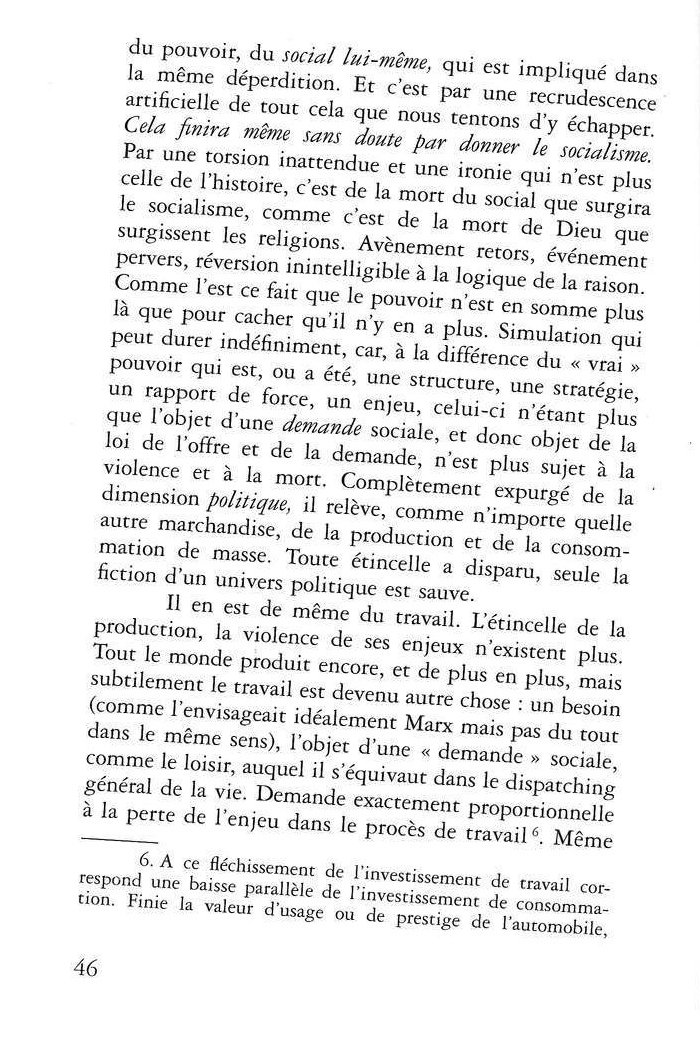 du pouvoir, du social lui-même, qui est impliqué dans
la même déperdition. Et c'est par une recrudescence
artificielle de tout cela que nous tentons d'y échapper.
Cela finira même sans doute par donner le socialisme.
Par une torsion inattendue et une ironie qui n'est plus
celle de l'histoire, c'est de la mort du social que surgira
le socialisme, comme c'est de la mort de Dieu que
surgissent les religions. Avènement retors, événement
pervers, réversion inintelligible à la logique de la raison.
Comme l'est ce fait que le pouvoir n'est en somme plus
là que pour cacher qu'il n'y en a plus. Simulation qui
peut durer indéfiniment, car, à la différence du « vrai »
pouvoir qui est, ou a été, une structure, une stratégie,
un rapport de force, un enjeu, celui-ci n'étant plus
que l'objet d'une demande sociale, et donc objet de la
loi de l'offre et de la demande, n'est plus sujet à la
violence et à la mort. Complètement expurgé de la
dimension politique, il relève, comme n'importe quelle
autre marchandise, de la production et de la consom-
mation de masse. Toute étincelle a disparu, seule la
fiction d'un univers politique est sauve.
Il en est de même du travail. L'étincelle de la
production, la violence de ses enjeux n'existent plus.
Tout le monde produit encore, et de plus en plus, mais
subtilement le travail est devenu autre chose : un besoin
(comme l'envisageait idéalement Marx mais pas du tout
dans le même sens), l'objet d'une « demande » sociale,
comme le loisir, auquel il s'équivaut dans le dispatching
général de la vie. Demande exactement proportionnelle
à la perte de l'enjeu dans le procès de travail 6. Même
6. A ce fléchissement de l'investissement de travail cor-
respond une baisse parallèle de l'investissement de consomma-
tion. Finie la valeur d'usage ou de prestige de l'automobile,
46